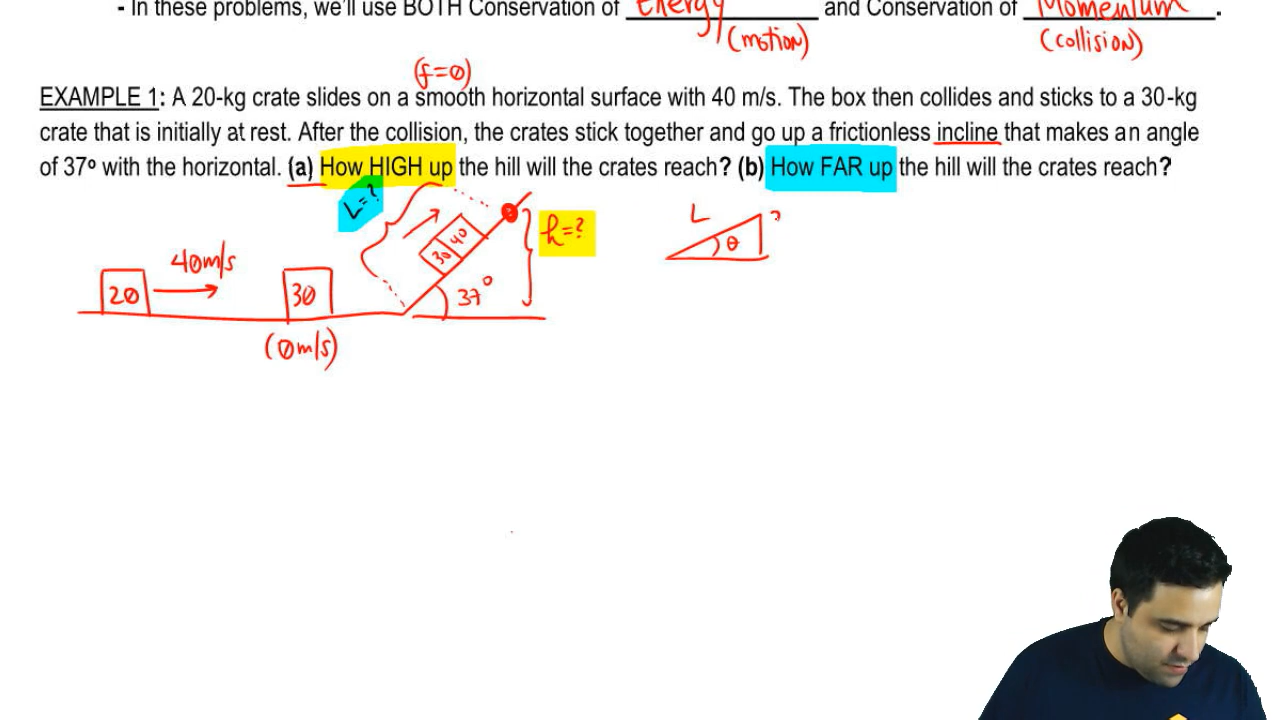 - In these problems, we'll use BOTH Conservation of Energy and Conservation of Momentum.
(motion) (collision)
(f=0)
EXAMPLE 1: A 20-kg crate slides on a smooth horizontal surface with 40 m/s. The box then collides and sticks to a 30-kg
crate that is initially at rest. After the collision, the crates stick together and go up a frictionless incline that makes an angle
of 37º with the horizontal. (a) How HIGH up the hill will the crates reach? (b) How FAR up the hill will the crates reach?
L=?
h=?
L
?
θ
30 40
40m/s
20
30
37°
(0m/s)